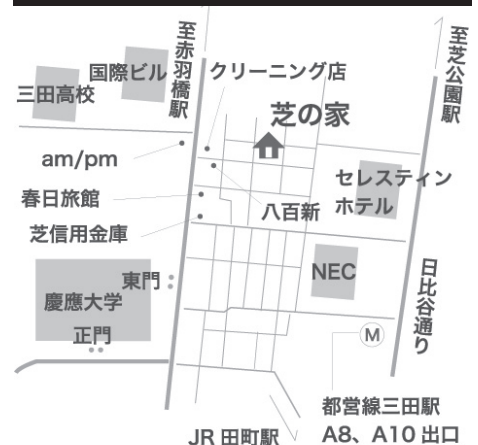 至赤羽橋駅
至芝公園駅
国際ビル
クリーニング店
三田高校
芝の家
am/pm
セレスティン
ホテル
春日旅館
八百新
芝信用金庫
NEC
東門
慶應大学
正門
日比谷通り
M
都営線三田駅
A8、A10 出口
JR 田町駅